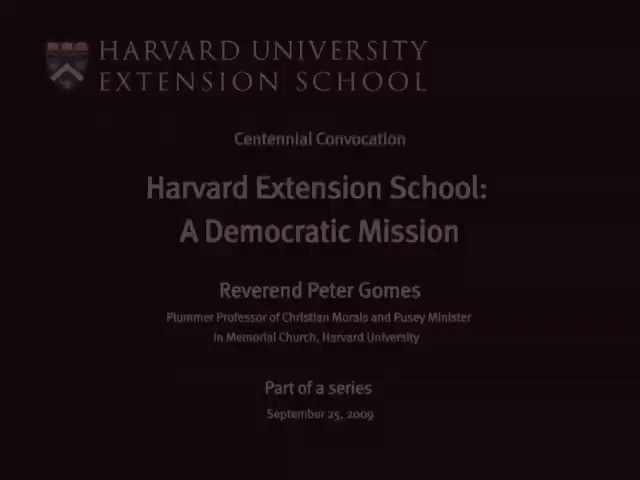 HARVARD UNIVERSITY
EXTENSION SCHOOL
Centennial Convocation
Harvard Extension School:
A Democratic Mission
Reverend Peter Gomes
Plummer Professor of Christian Morals and Pusey Minister
in Memorial Church, Harvard University
Part of a series
September 25, 2009